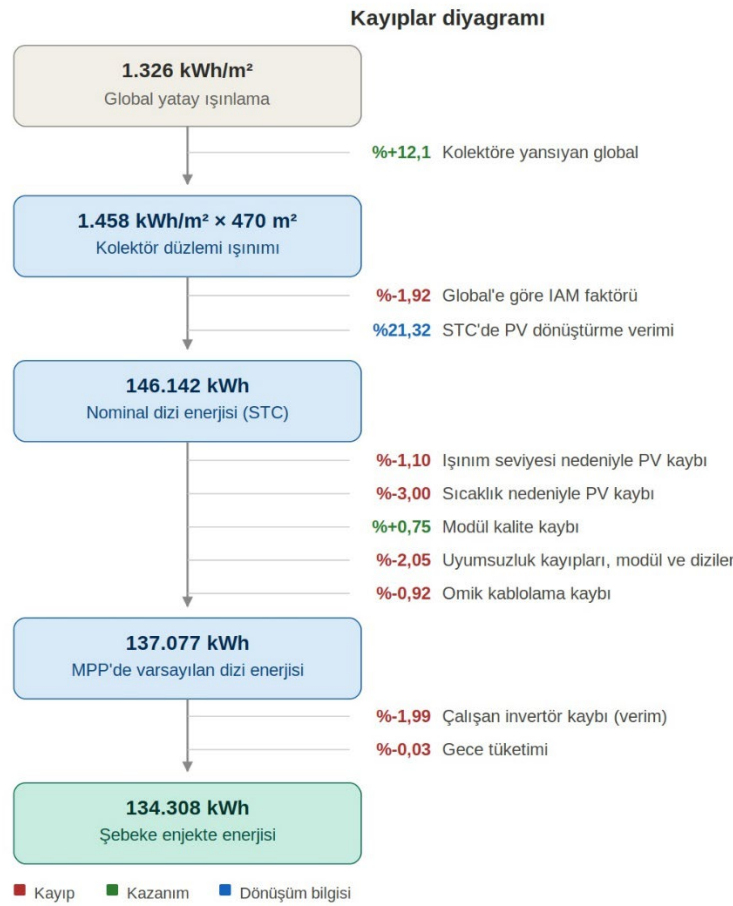 Kayıplar diyagramı
1.326 kWh/m²
Global yatay ışınlama
%+12,1 Kolektöre yansıyan global
1.458 kWh/m² × 470 m²
Kolektör düzlemi ışınımı
%-1,92 Global'e göre IAM faktörü
%21,32 STC'de PV dönüştürme verimi
146.142 kWh
Nominal dizi enerjisi (STC)
%-1,10 Işınım seviyesi nedeniyle PV kaybı
%-3,00 Sıcaklık nedeniyle PV kaybı
%+0,75 Modül kalite kaybı
%-2,05 Uyumsuzluk kayıpları, modül ve diziler
%-0,92 Omik kablolama kaybı
137.077 kWh
MPP'de varsayılan dizi enerjisi
%-1,99 Çalışan invertör kaybı (verim)
%-0,03 Gece tüketimi
134.308 kWh
Şebeke enjekte enerjisi
Kayıp Kazanım Dönüşüm bilgisi